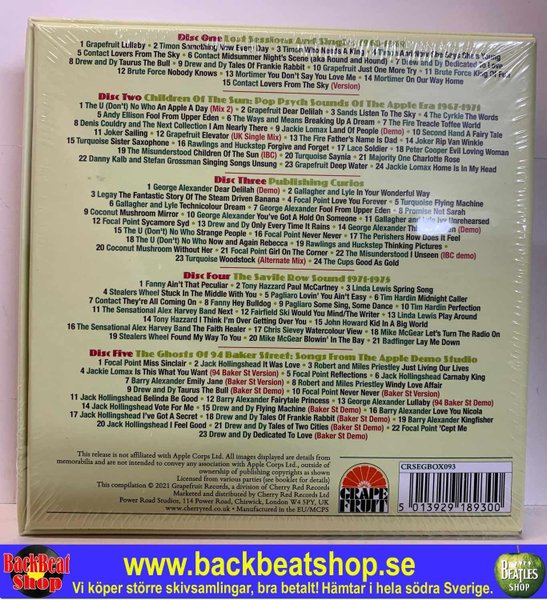 Disc One Lost Sessions And Singles
1 Grapefruit Lullaby • 2 Timon Something New Every Day • 3 Timon Who Needs A King • 4
5 Contact Lovers From The Sky • 6 Contact Midsummer Night's Scene (aka Round and Hound) • 7 Drew and Dy Dedicated To Love
8 Drew and Dy Taurus The Bull • 9 Drew and Dy Tales Of Frankie Rabbit • 10 Grapefruit Just One More Try • 11 Brute Force King Of Fuh
12 Brute Force Nobody Knows • 13 Mortimer You Don't Say You Love Me • 14 Mortimer On Our Way Home
15 Contact Lovers From The Sky (Version)
Disc Two Children Of The Sun: Pop Psych Sounds Of The Apple Era 1967-1971
1 The U (Don't) No Who An Apple A Day (Mix 2) • 2 Grapefruit Dear Delilah • 3 Sands Listen To The Sky • 4 The Cyrkle The Words
5 Andy Ellison Fool From Upper Eden • 6 The Ways and Means Breaking Up A Dream • 7 The Fire Treacle Toffee World
8 Denis Couldry and The Next Collection I Am Nearly There • 9 Jackie Lomax Land Of People (Demo) • 10 Second Hand A Fairy Tale
11 Joker Sailing • 12 Grapefruit Elevator (UK Single Mix) • 13 The Fire Father's Name Is Dad • 14 Joker Rip Van Winkle
15 Turquoise Sister Saxophone • 16 Rawlings and Huckstep Forgive and Forget • 17 Lace Soldier • 18 Peter Cooper Evil Loving Woman
19 The Misunderstood Children Of The Sun (IBC) • 20 Turquoise Saynia • 21 Majority One Charlotte Rose
22 Danny Kalb and Stefan Grossman Singing Songs Unsung • 23 Grapefruit Deep Water • 24 Jackie Lomax Home Is In My Head
Disc Three Publishing Curios
1 George Alexander Dear Delilah (Demo) • 2 Gallagher and Lyle In Your Wonderful Way
3 Legay The Fantastic Story Of The Steam Driven Banana • 4 Focal Point Love You Forever • 5 Turquoise Flying Machine
6 Gallagher and Lyle Technicolour Dream • 7 George Alexander Fool From Upper Eden • 8 Promise Not Sarah
9 Coconut Mushroom Mirror • 10 George Alexander You've Got A Hold On Someone • 11 Gallagher and Lyle Ivy Unrehearsed
12 Focal Point Sycamore Syd • 13 Drew and Dy Only Every Time It Rains • 14 George Alexander Thinking (Demo)
15 The U (Don't) No Who Strange People • 16 Focal Point Never Never • 17 The Perishers How Does It Feel
18 The U (Don't) No Who Now and Again Rebecca • 19 Rawlings and Huckstep Thinking Pictures
20 Coconut Mushroom Without Her • 21 Focal Point Girl On The Corner • 22 The Misunderstood I Unseen (IBC demo)
23 Turquoise Woodstock (Alternate Mix) • 24 The Cups Good As Gold
Disc Four The Savile Row Sound 1971-1975
1 Fanny Ain't That Peculiar • 2 Tony Hazzard Paul McCartney • 3 Linda Lewis Spring Song
4 Stealers Wheel Stuck In The Middle With You • 5 Pagliaro Lovin' You Ain't Easy • 6 Tim Hardin Midnight Caller
7 Contact They're All Coming On • 8 Fanny Hey Bulldog • 9 Pagliaro Some Sing, Some Dance • 10 Tim Hardin Perfection
11 The Sensational Alex Harvey Band Next • 12 Fairfield Ski Would You Mind/The Writer • 13 Linda Lewis Play Around
14 Tony Hazzard I Think I'm Over Getting Over You • 15 John Howard Kid In A Big World
16 The Sensational Alex Harvey Band The Faith Healer • 17 Chris Sievey Watercolour View • 18 Mike McGear Let's Turn The Radio On
19 Stealers Wheel Found My Way To You • 20 Mike McGear Blowin' In The Bay • 21 Badfinger Lay Me Down
Disc Five The Ghosts Of 94 Baker Street: Songs From The Apple Demo Studio
1 Focal Point Miss Sinclair • 2 Jack Hollingshead It Was Love • 3 Robert and Miles Priestley Just Living Our Lives
4 Jackie Lomax Is This What You Want (94 Baker St Version) • 5 Focal Point Reflections • 6 Jack Hollingshead Carnaby King
7 Barry Alexander Emily Jane (Baker St Version) • 8 Robert and Miles Priestley Windy Love Affair
9 Drew and Dy Taurus The Bull (Baker St Version) • 10 Focal Point Never Never (Baker St Version)
11 Jack Hollingshead Belinda Be Good • 12 Barry Alexander Fairytale Princess • 13 George Alexander Lullaby (94 Baker St Demo)
14 Jack Hollingshead Vote For Me • 15 Drew and Dy Flying Machine (Baker St Demo) • 16 Barry Alexander Love You Nicola
17 Jack Hollingshead I've Got A Secret • 18 Drew and Dy Tales Of Frankie Rabbit (Baker St Demo) • 19 Barry Alexander Kingfisher
20 Jack Hollingshead I Feel Good • 21 Drew and Dy Tales of Two Cities (Baker St Demo) • 22 Focal Point 'Cept Me
23 Drew and Dy Dedicated To Love (Baker St Demo)
This release is not affiliated with Apple Corps Ltd. All images displayed are details from
memorabilia and are not intended to convey any association with Apple Corps Ltd., outside of
ownership of publishing copyrights as shown
Licensed from various parties (see booklet for details)
This compilation © 2021 Grapefruit Records, a division of Cherry Red Records
Marketed and distributed by Cherry Red Records Ltd
Power Road Studios, 114 Power Road, Chiswick, London W4 5PY, UK
www.cherryred.co.uk • Manufactured in the EU/MCPS
GRAPE
FRUIT
CRSEGBOX093
5 013929 189300
BackBeat
Shop
www.backbeatshop.se
Vi köper större skivsamlingar, bra betalt! Hämtar i hela södra Sverige.
BEATLES
SHOP